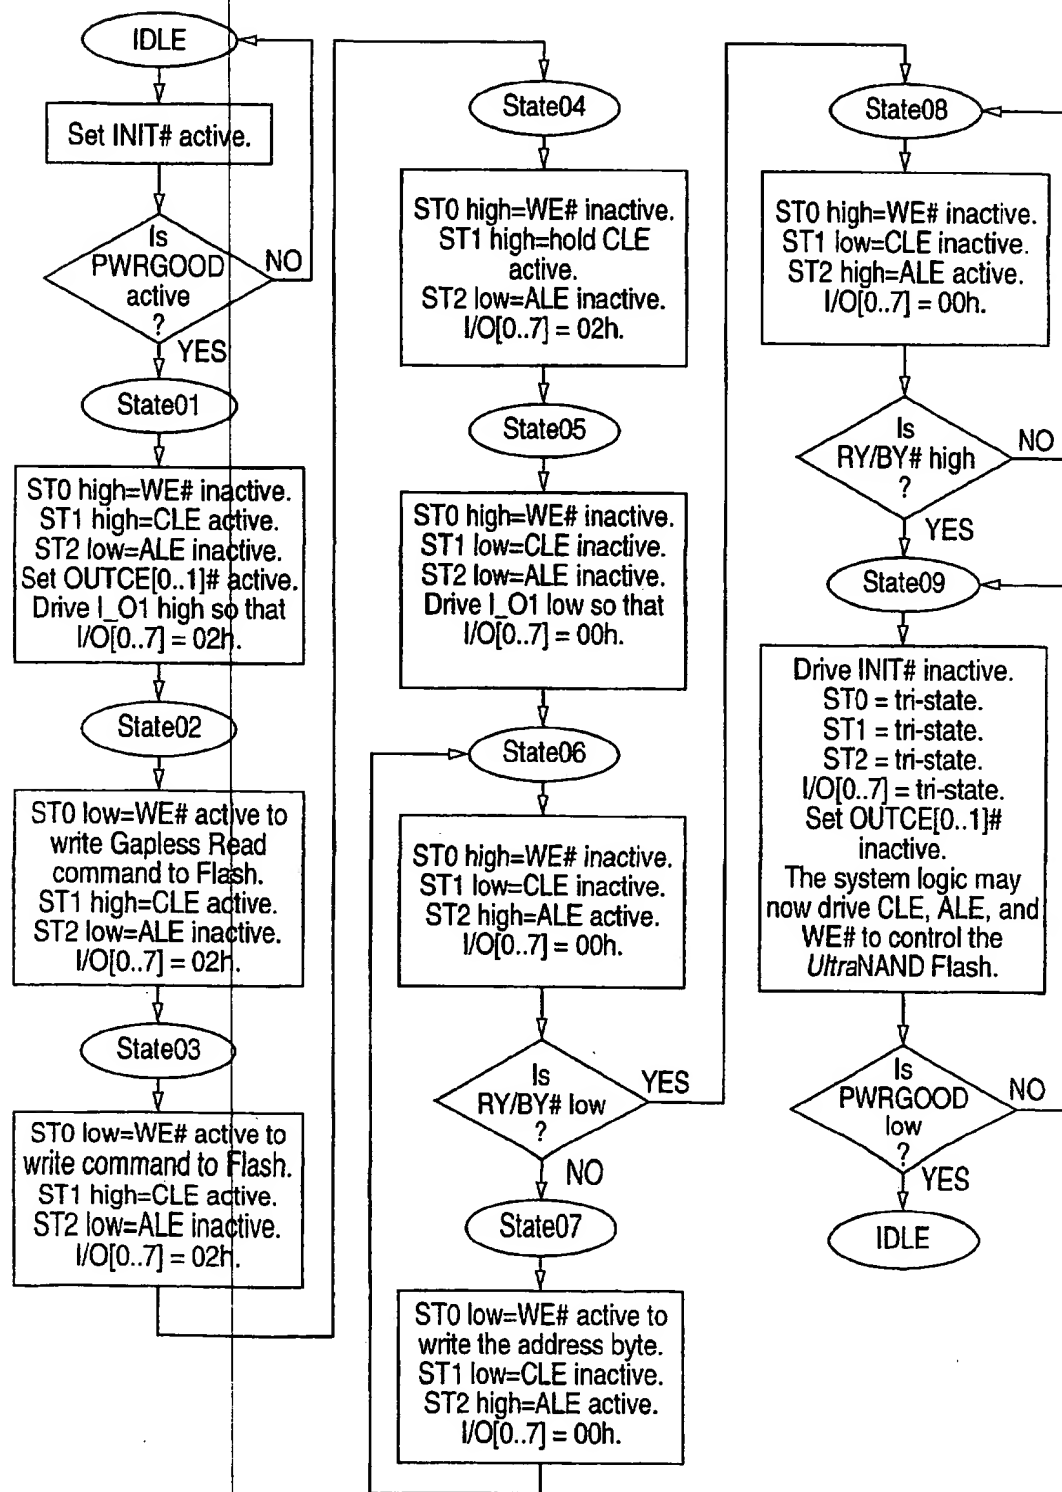 IDLE
Set INIT# active.
Is
PWRGOOD
active
?
NO
YES
State01
ST0 high=WE# inactive.
ST1 high=CLE active.
ST2 low=ALE inactive.
Set OUTCE[0..1]# active.
Drive I_O1 high so that
I/O[0..7] = 02h.
State02
ST0 low=WE# active to
write Gapless Read
command to Flash.
ST1 high=CLE active.
ST2 low=ALE inactive.
I/O[0..7] = 02h.
State03
ST0 low=WE# active to
write command to Flash.
ST1 high=CLE active.
ST2 low=ALE inactive.
I/O[0..7] = 02h.
State04
ST0 high=WE# inactive.
ST1 high=hold CLE
active.
ST2 low=ALE inactive.
I/O[0..7] = 02h.
State05
ST0 high=WE# inactive.
ST1 low=CLE inactive.
ST2 low=ALE inactive.
Drive I_O1 low so that
I/O[0..7] = 00h.
State06
ST0 high=WE# inactive.
ST1 low=CLE inactive.
ST2 high=ALE active.
I/O[0..7] = 00h.
Is
RY/BY# low
?
YES
NO
State07
ST0 low=WE# active to
write the address byte.
ST1 low=CLE inactive.
ST2 high=ALE active.
I/O[0..7] = 00h.
State08
ST0 high=WE# inactive.
ST1 low=CLE inactive.
ST2 high=ALE active.
I/O[0..7] = 00h.
Is
RY/BY# high
?
NO
YES
State09
Drive INIT# inactive.
ST0 = tri-state.
ST1 = tri-state.
ST2 = tri-state.
I/O[0..7] = tri-state.
Set OUTCE[0..1]#
inactive.
The system logic may
now drive CLE, ALE, and
WE# to control the
UltraNAND Flash.
Is
PWRGOOD
low
?
NO
YES
IDLE